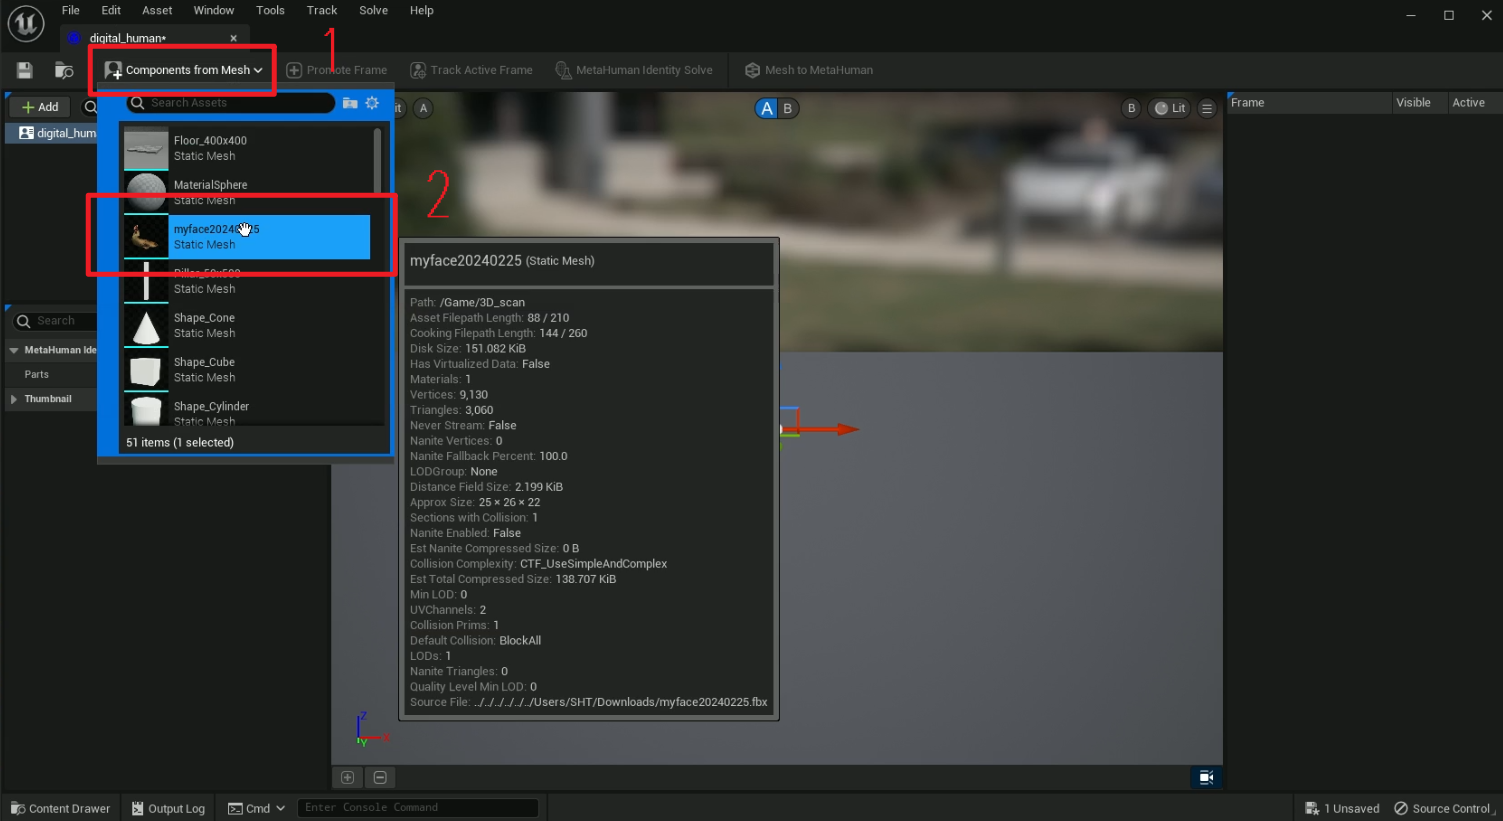 File Edit Asset Window Tools Track Solve Help
digital_human*
1
Components from Mesh
Promote Frame
Track Active Frame
MetaHuman Identity Solve
Mesh to MetaHuman
Add
Search Assets
it
A
A B
B
Lit
Frame Visible Active
digital_hum
Floor_400x400
Static Mesh
MaterialSphere
Static Mesh
2
myface20240225
Static Mesh
Pillar_50x500
Static Mesh
Shape_Cone
Static Mesh
Shape_Cube
Static Mesh
Shape_Cylinder
Static Mesh
51 items (1 selected)
Search
MetaHuman Ide
Parts
Thumbnail
myface20240225 (Static Mesh)
Path: /Game/3D_scan
Asset Filepath Length: 88 / 210
Cooking Filepath Length: 144 / 260
Disk Size: 151.082 KiB
Has Virtualized Data: False
Materials: 1
Vertices: 9,130
Triangles: 3,060
Never Stream: False
Nanite Vertices: 0
Nanite Fallback Percent: 100.0
LODGroup: None
Distance Field Size: 2.199 KiB
Approx Size: 25 × 26 × 22
Sections with Collision: 1
Nanite Enabled: False
Est Nanite Compressed Size: 0 B
Collision Complexity: CTF_UseSimpleAndComplex
Est Total Compressed Size: 138.707 KiB
Min LOD: 0
UVChannels: 2
Collision Prims: 1
Default Collision: BlockAll
LODs: 1
Nanite Triangles: 0
Quality Level Min LOD: 0
Source File: ../../../../../../Users/SHT/Downloads/myface20240225.fbx
Z
X
Y
Content Drawer
Output Log
Cmd
Enter Console Command
1 Unsaved
Source Control